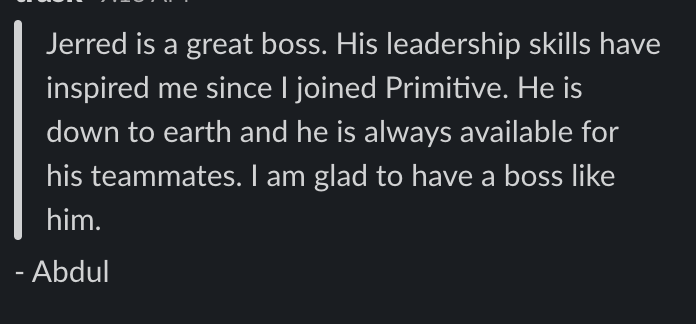 Jerred is a great boss. His leadership skills have
inspired me since I joined Primitive. He is
down to earth and he is always available for
his teammates. I am glad to have a boss like
him.
- Abdul